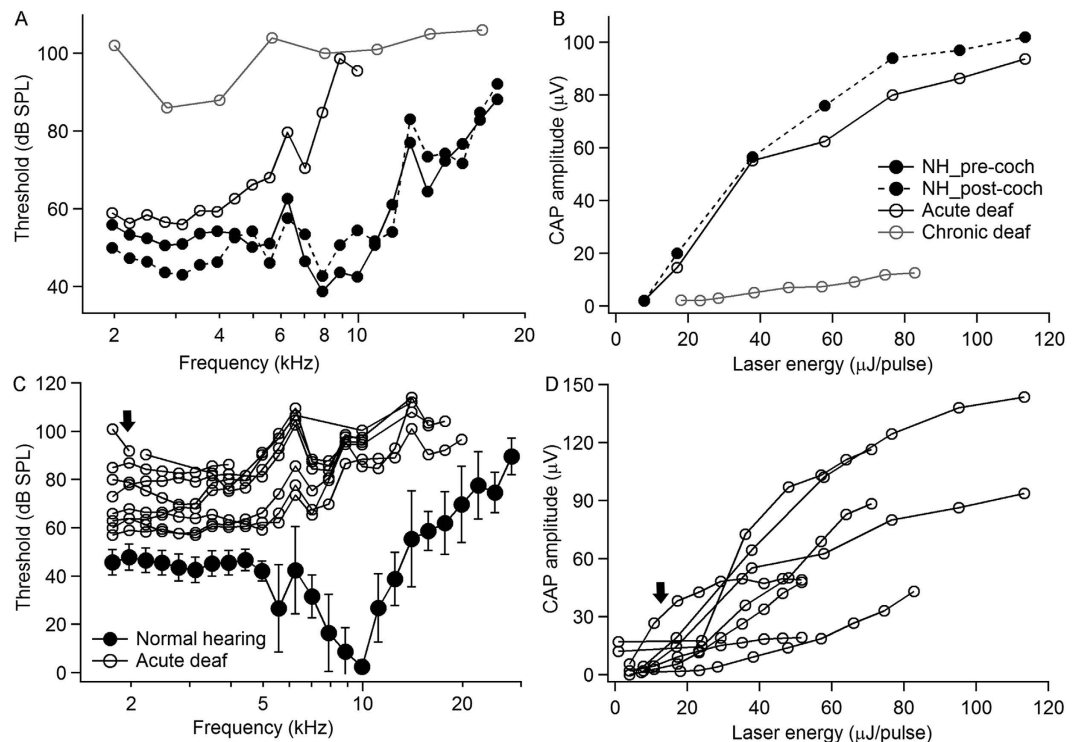 A
Threshold (dB SPL)
100
80
60
40
2
4
6
8
10
20
Frequency (kHz)
B
CAP amplitude (μV)
100
80
60
40
20
0
NH_pre-coch
NH_post-coch
Acute deaf
Chronic deaf
0
20
40
60
80
100
120
Laser energy (μJ/pulse)
C
Threshold (dB SPL)
120
100
80
60
40
20
0
Normal hearing
Acute deaf
2
5
10
20
Frequency (kHz)
D
CAP amplitude (μV)
150
120
90
60
30
0
0
20
40
60
80
100
120
Laser energy (μJ/pulse)